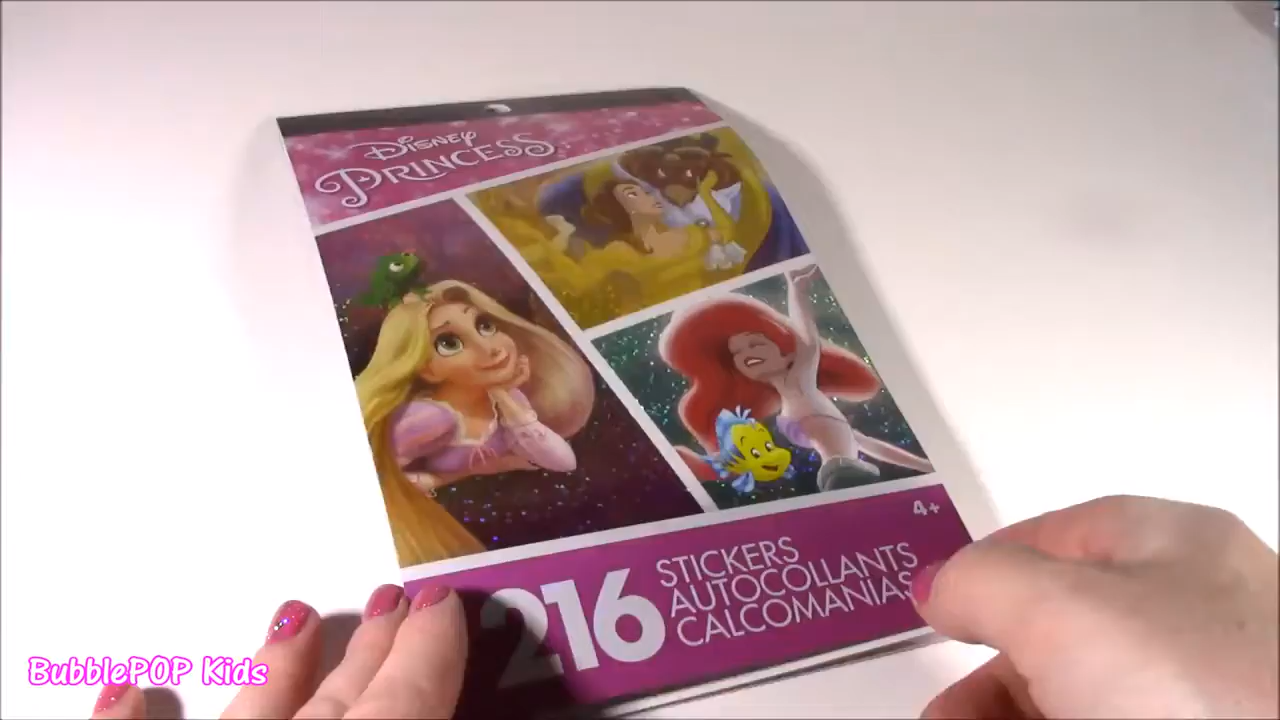 DISNEY
PRINCESS
4+
216
STICKERS
AUTOCOLLANTS
CALCOMANIAS
BubblePOP Kids